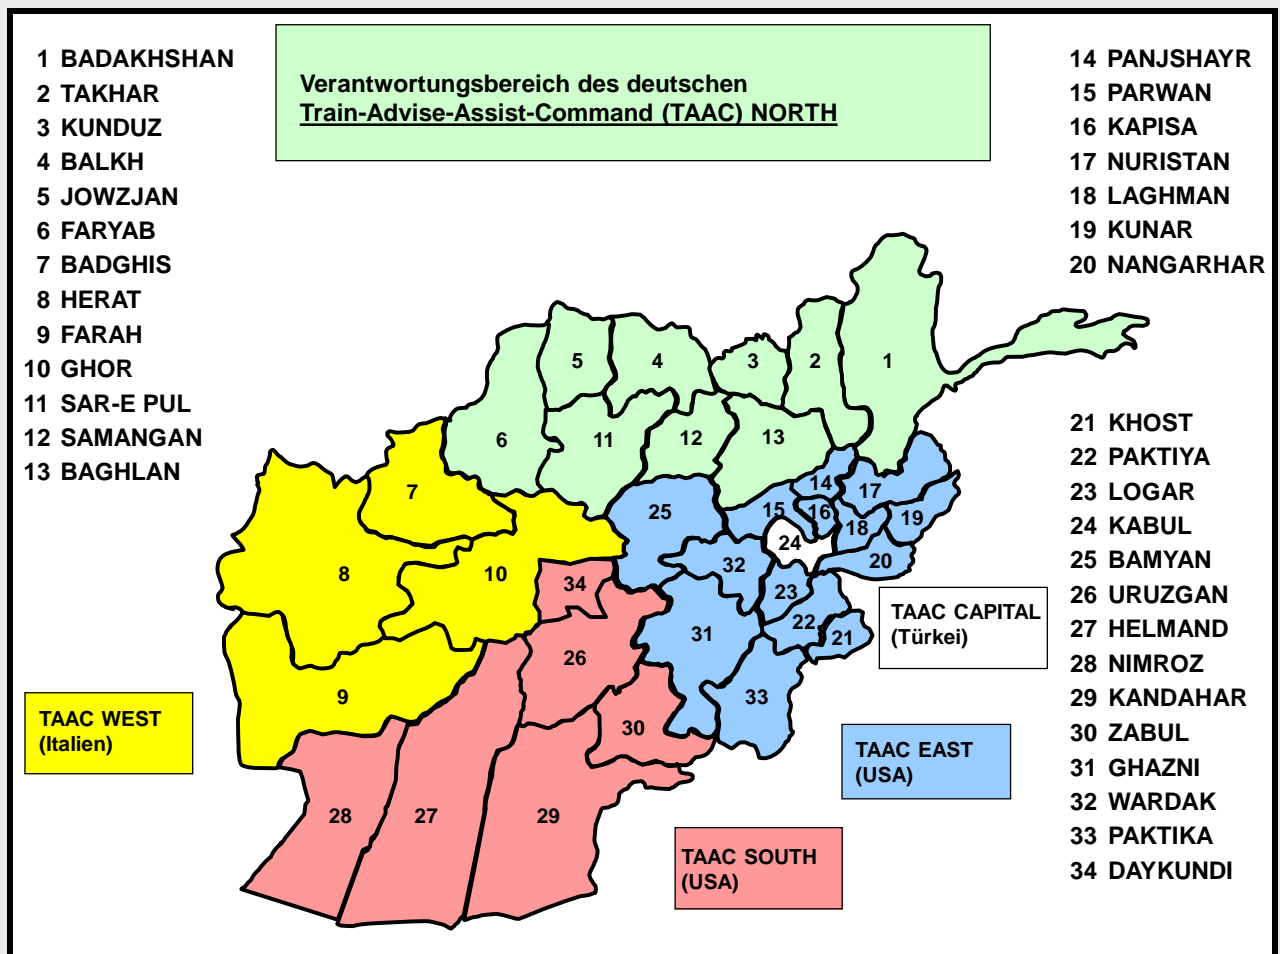 Verantwortungsbereich des deutschen
Train-Advise-Assist-Command (TAAC) NORTH
1 BADAKHSHAN
2 TAKHAR
3 KUNDUZ
4 BALKH
5 JOWZJAN
6 FARYAB
7 BADGHIS
8 HERAT
9 FARAH
10 GHOR
11 SAR-E PUL
12 SAMANGAN
13 BAGHLAN
14 PANJSHAYR
15 PARWAN
16 KAPISA
17 NURISTAN
18 LAGHMAN
19 KUNAR
20 NANGARHAR
21 KHOST
22 PAKTIYA
23 LOGAR
24 KABUL
25 BAMYAN
26 URUZGAN
27 HELMAND
28 NIMROZ
29 KANDAHAR
30 ZABUL
31 GHAZNI
32 WARDAK
33 PAKTIKA
34 DAYKUNDI
5
4
3
2
1
6
11
12
13
7
14
17
25
15
16
18
19
24
8
10
34
32
20
23
22
21
31
26
9
33
30
28
27
29
TAAC CAPITAL
(Türkei)
TAAC WEST
(Italien)
TAAC EAST
(USA)
TAAC SOUTH
(USA)